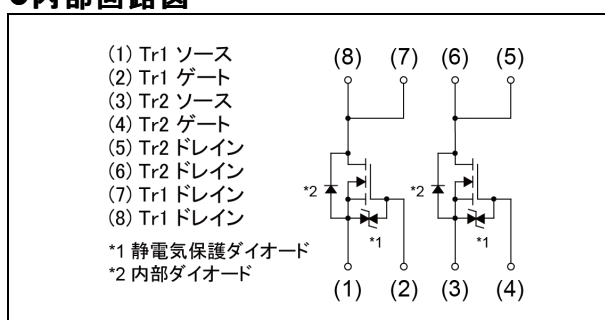 ●内部回路図
(1) Tr1 ソース
(2) Tr1 ゲート
(3) Tr2 ソース
(4) Tr2 ゲート
(5) Tr2 ドレイン
(6) Tr2 ドレイン
(7) Tr1 ドレイン
(8) Tr1 ドレイン
*1 静電気保護ダイオード
*2 内部ダイオード
(8) (7) (6) (5)
*2 *2
*1 *1
(1) (2) (3) (4)